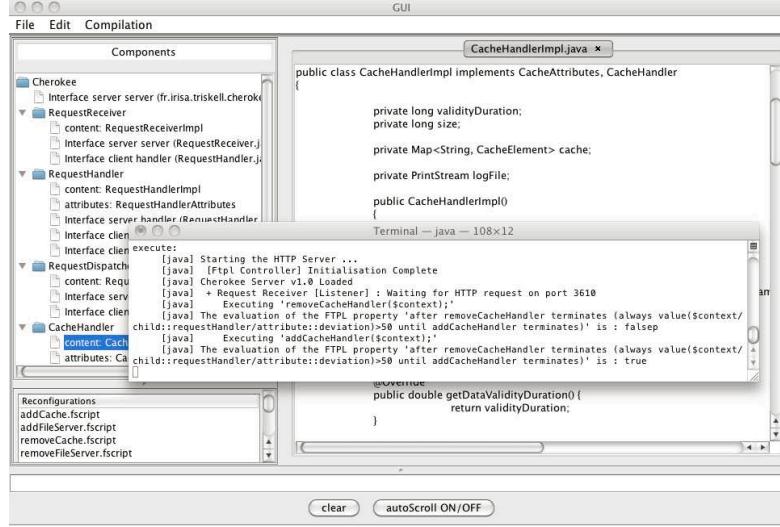 GUI
File Edit Compilation
Components
Cherokee
Interface server server (fr.irisa.triskell.cheroke
RequestReceiver
content: RequestReceiverImpl
Interface server server (RequestReceiver.j
Interface client handler (RequestHandler.ja
RequestHandler
content: RequestHandlerImpl
attributes: RequestHandlerAttributes
Interface server handler (RequestHandler
Interface clien
Interface clien
RequestDispatche
content: Requ
Interface serv
Interface clien
CacheHandler
content: Cach
attributes: Ca
Reconfigurations
addCache.fscript
addFileServer.fscript
removeCache.fscript
removeFileServer.fscript
CacheHandlerImpl.java ×
public class CacheHandlerImpl implements CacheAttributes, CacheHandler
{
private long validityDuration;
private long size;
private Map<String, CacheElement> cache;
private PrintStream logFile;
public CacheHandlerImpl()
{
Terminal — java — 108×12
execute:
[java] Starting the HTTP Server ...
[java] [Ftpl Controller] Initialisation Complete
[java] Cherokee Server v1.0 Loaded
[java] + Request Receiver [Listener] : Waiting for HTTP request on port 3610
[java] Executing 'removeCacheHandler($context);'
[java] The evaluation of the FTPL property 'after removeCacheHandler terminates (always value($context/
child::requestHandler/attribute::deviation)>50 until addCacheHandler terminates)' is : falsep
[java] Executing 'addCacheHandler($context);'
[java] The evaluation of the FTPL property 'after removeCacheHandler terminates (always value($context/
child::requestHandler/attribute::deviation)>50 until addCacheHandler terminates)' is : true
@Override
public double getDataValidityDuration() {
return validityDuration;
}
clear autoScroll ON/OFF